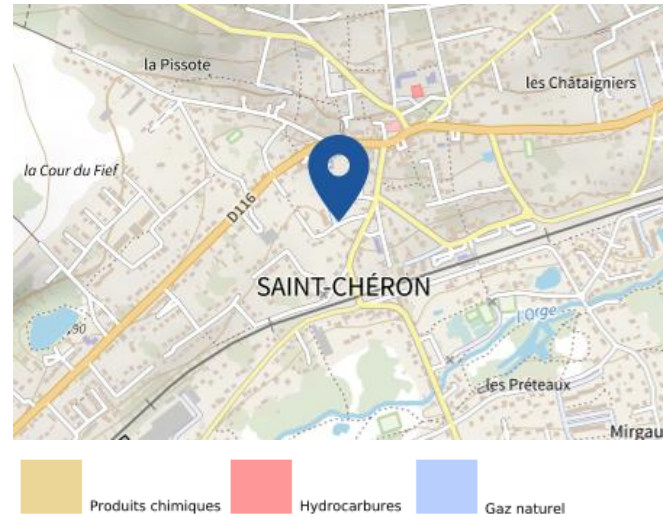 la Pissote
les Châtaigniers
la Cour du Fief
D116
SAINT-CHÉRON
l'Orge
90
les Préteaux
Mirgau
Produits chimiques
Hydrocarbures
Gaz naturel